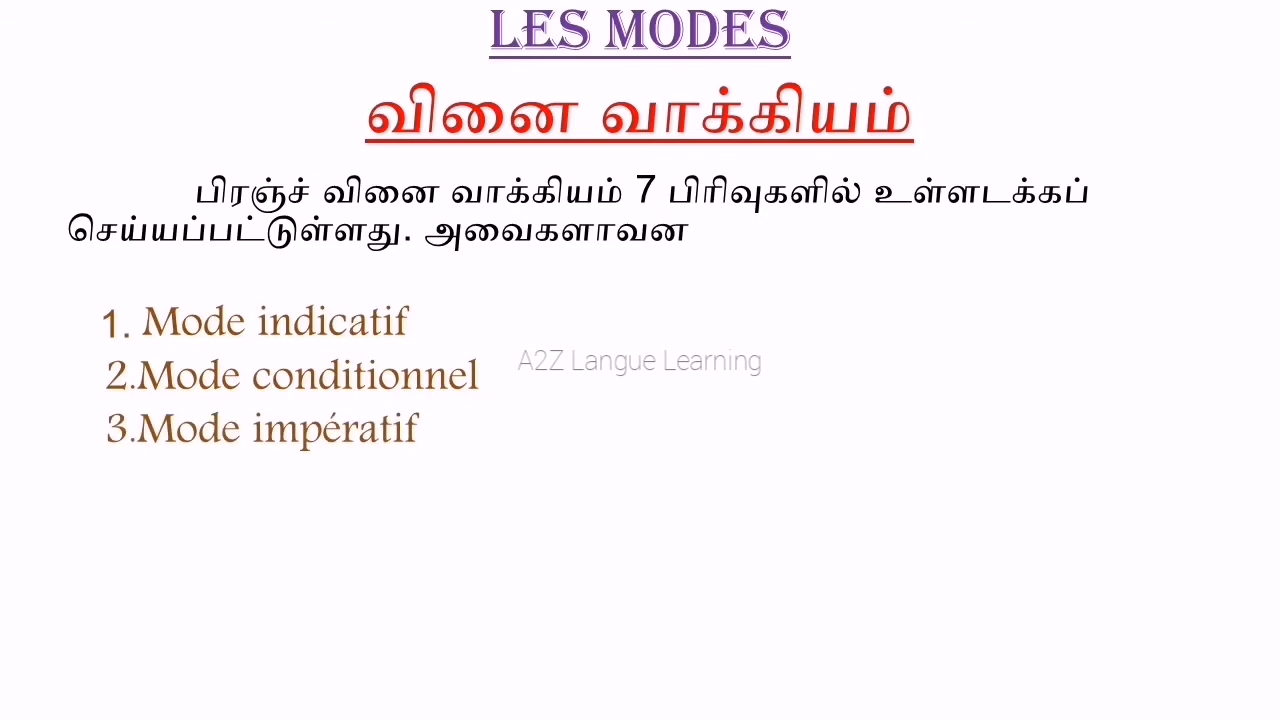 LES MODES
வினை வாக்கியம்
பிரஞ்ச் வினை வாக்கியம் 7 பிரிவுகளில் உள்ளடக்கப்
செய்யப்பட்டுள்ளது. அவைகளாவன
1. Mode indicatif
2.Mode conditionnel
A2Z Langue Learning
3.Mode impératif